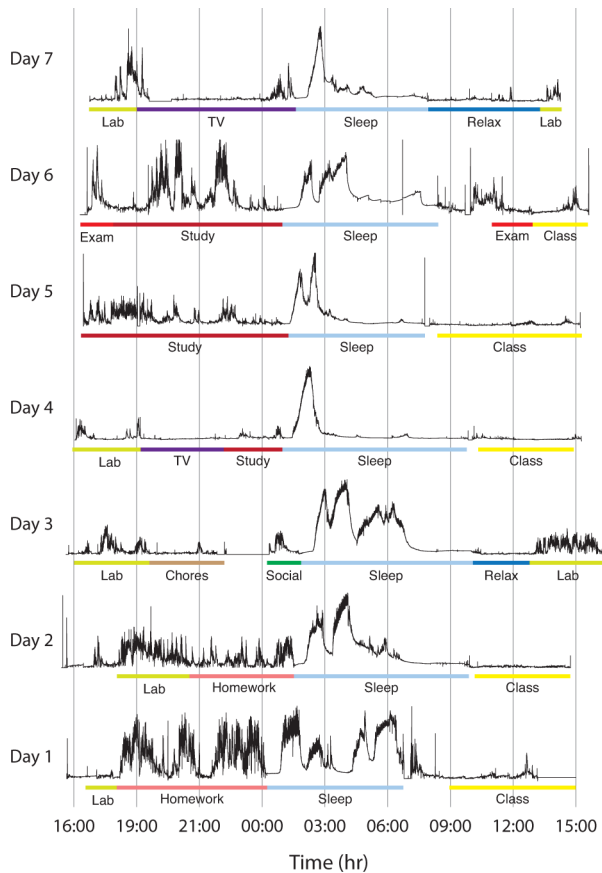 Day 7
Lab TV Sleep Relax Lab
Day 6
Exam Study Sleep Exam Class
Day 5
Study Sleep Class
Day 4
Lab TV Study Sleep Class
Day 3
Lab Chores Social Sleep Relax Lab
Day 2
Lab Homework Sleep Class
Day 1
Lab Homework Sleep Class
16:00 19:00 21:00 00:00 03:00 06:00 09:00 12:00 15:00
Time (hr)